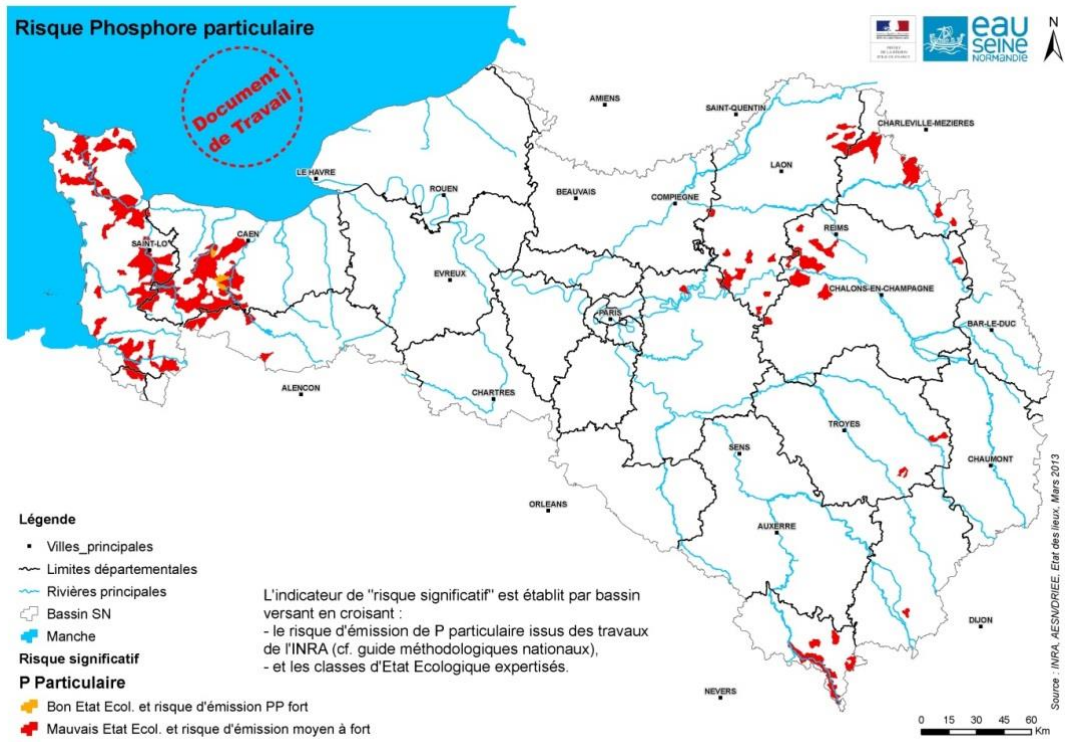 Risque Phosphore particulaire
Document
de Travail
eau
SEINE
NORMANDIE
N
AMIENS
SAINT-QUENTIN
CHARLEVILLE-MEZIERES
LAON
LE HAVRE
ROUEN
BEAUVAIS
COMPIEGNE
REIMS
CAEN
SAINT-LO
EVREUX
CHALONS-EN-CHAMPAGNE
PARIS
BAR-LE-DUC
ALENCON
CHARTRES
TROYES
SENS
CHAUMONT
ORLEANS
AUXERRE
DIJON
NEVERS
Légende
Villes_principales
Limites départementales
Rivières principales
Bassin SN
Manche
Risque significatif
P Particulaire
Bon Etat Ecol. et risque d'émission PP fort
Mauvais Etat Ecol. et risque d'émission moyen à fort
L'indicateur de "risque significatif" est établit par bassin
versant en croisant :
- le risque d'émission de P particulaire issus des travaux
de l'INRA (cf. guide méthodologiques nationaux),
- et les classes d'Etat Ecologique expertisés.
Source : INRA, AESN/DRIEE, Etat des lieux, Mars 2013
0 15 30 45 60
Km